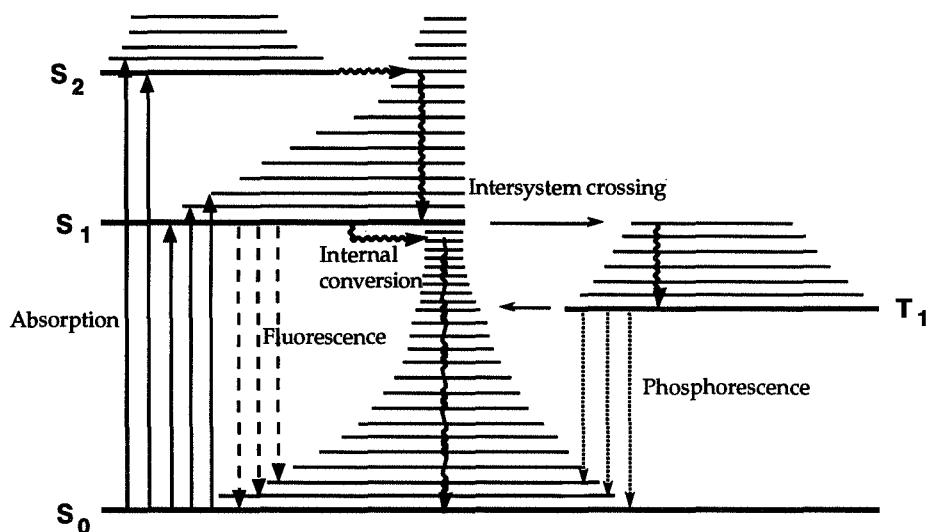 S2
Intersystem crossing
S1
Internal
conversion
Absorption
Fluorescence
T1
Phosphorescence
S0